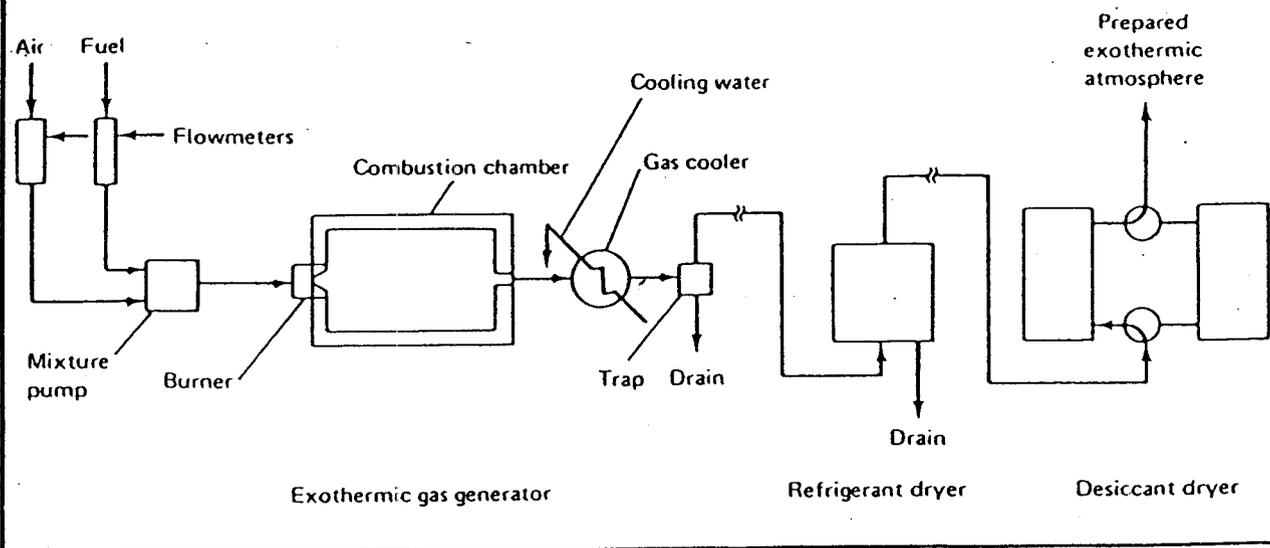 Prepared
exothermic
atmosphere
Air
Fuel
Cooling water
Flowmeters
Gas cooler
Combustion chamber
Mixture
pump
Burner
Trap
Drain
Drain
Exothermic gas generator
Refrigerant dryer
Desiccant dryer